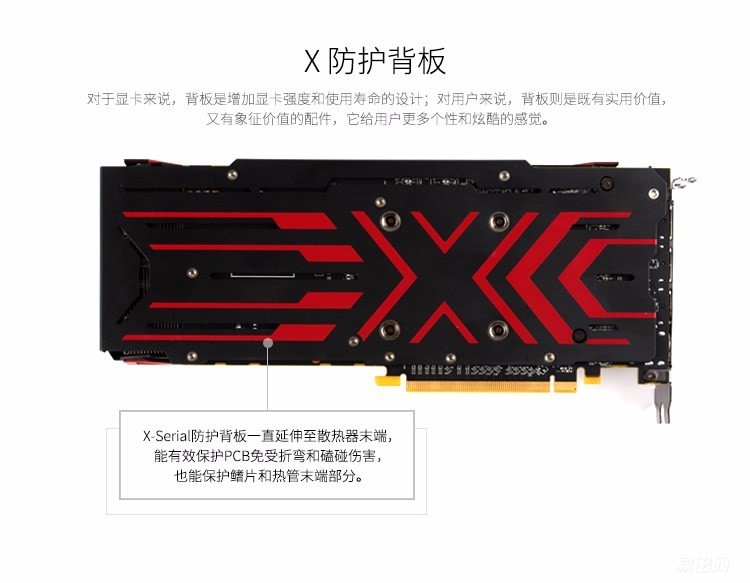 X 防护背板
对于显卡来说，背板是增加显卡强度和使用寿命的设计；对用户来说，背板则是既有实用价值，
又有象征价值的配件，它给用户更多个性和炫酷的感觉。
X-Serial防护背板一直延伸至散热器末端，
能有效保护PCB免受折弯和磕碰伤害，
也能保护鳍片和热管末端部分。